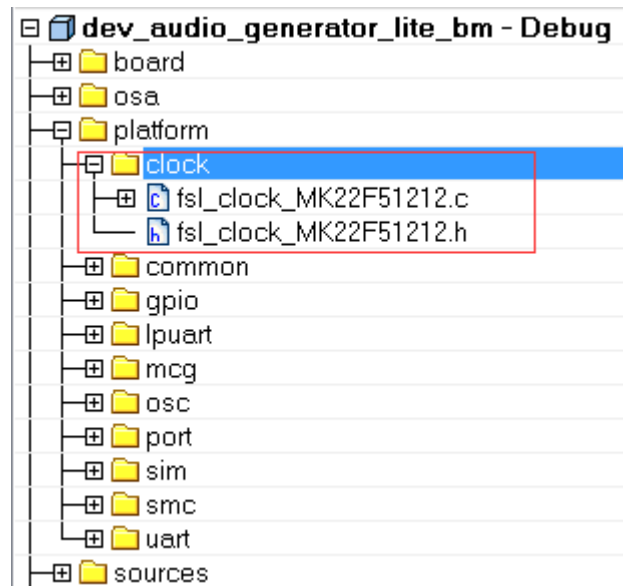 dev_audio_generator_lite_bm - Debug
board
osa
platform
clock
fsl_clock_MK22F51212.c
fsl_clock_MK22F51212.h
common
gpio
lpuart
mcg
osc
port
sim
smc
uart
sources